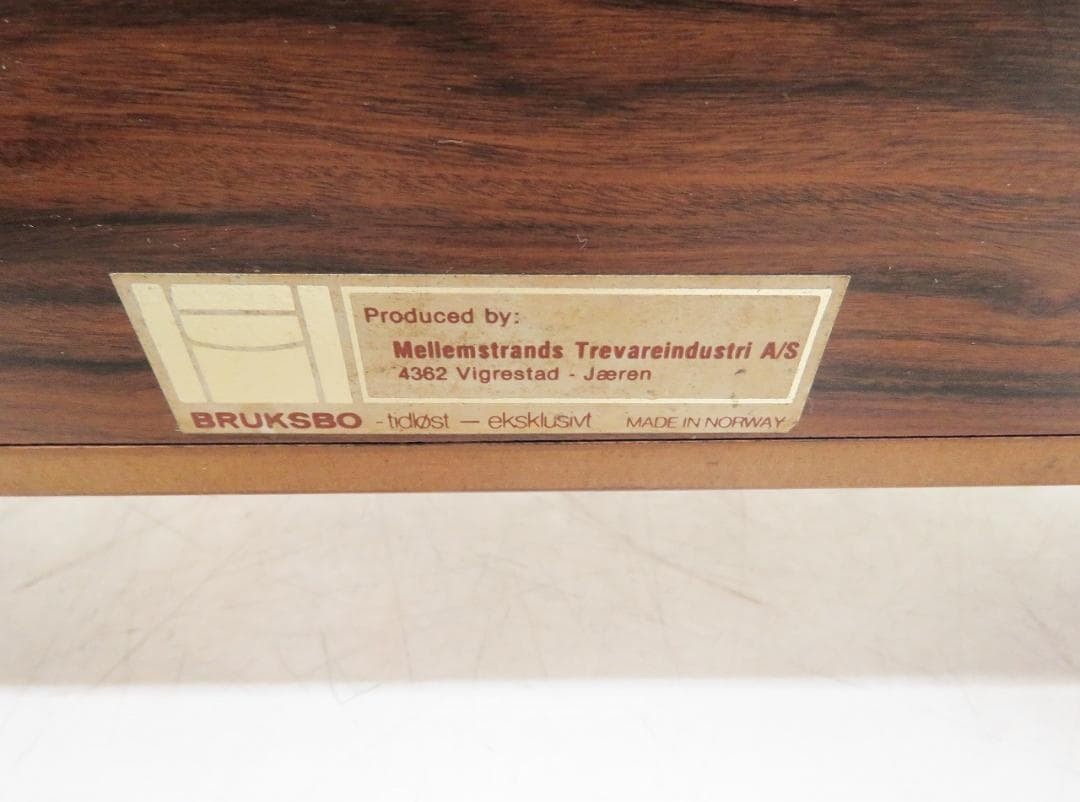 Produced by:
Mellemstrands Trevareindustri A/S
4362 Vigrestad - Jæren
BRUKSBO - tidløst — eksklusivt MADE IN NORWAY